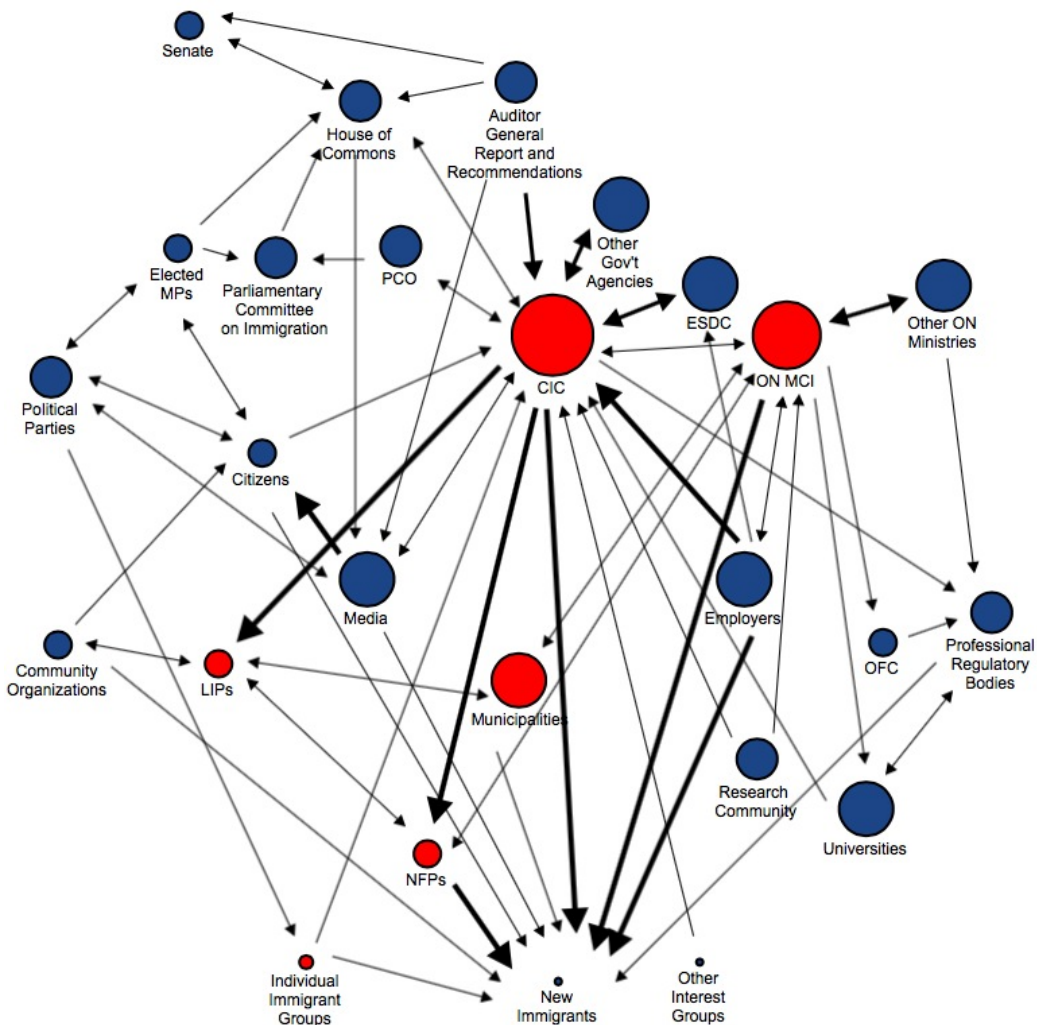 Senate
House of
Commons
Auditor
General
Report and
Recommendations
Other
Gov't
Agencies
Elected
MPs
Parliamentary
Committee
on Immigration
PCO
ESDC
Other ON
Ministries
CIC
ON MCI
Political
Parties
Citizens
Media
Employers
Community
Organizations
LIPs
Municipalities
OFC
Professional
Regulatory
Bodies
Research
Community
Universities
NFPs
Individual
Immigrant
Groups
New
Immigrants
Other
Interest
Groups